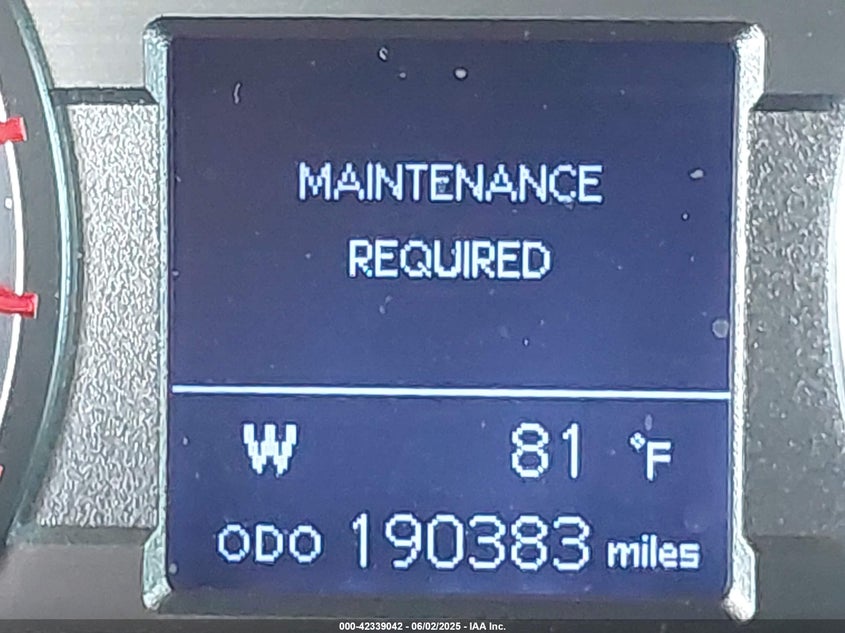 MAINTENANCE
REQUIRED
W 81 °F
ODO 190383 miles
000-42339042 - 06/02/2025 - IAA Inc.